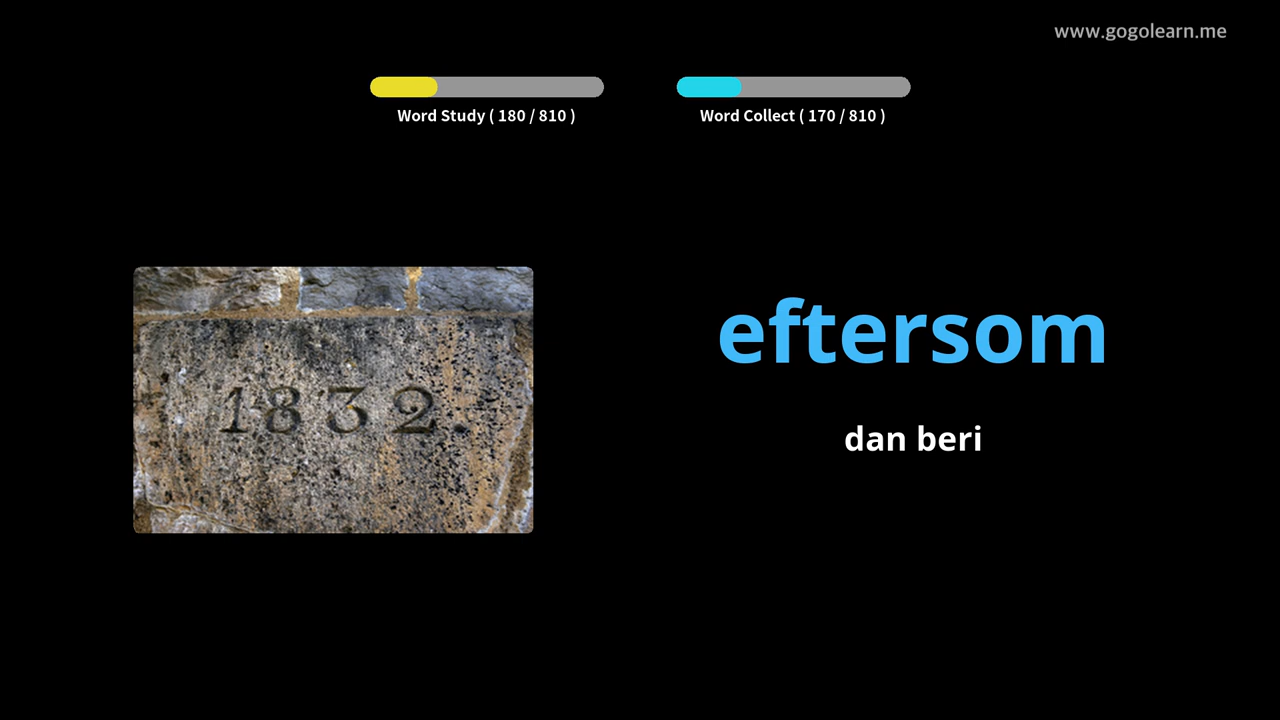 www.gogolearn.me
Word Study ( 180 / 810 )
Word Collect ( 170 / 810 )
1832.
eftersom
dan beri